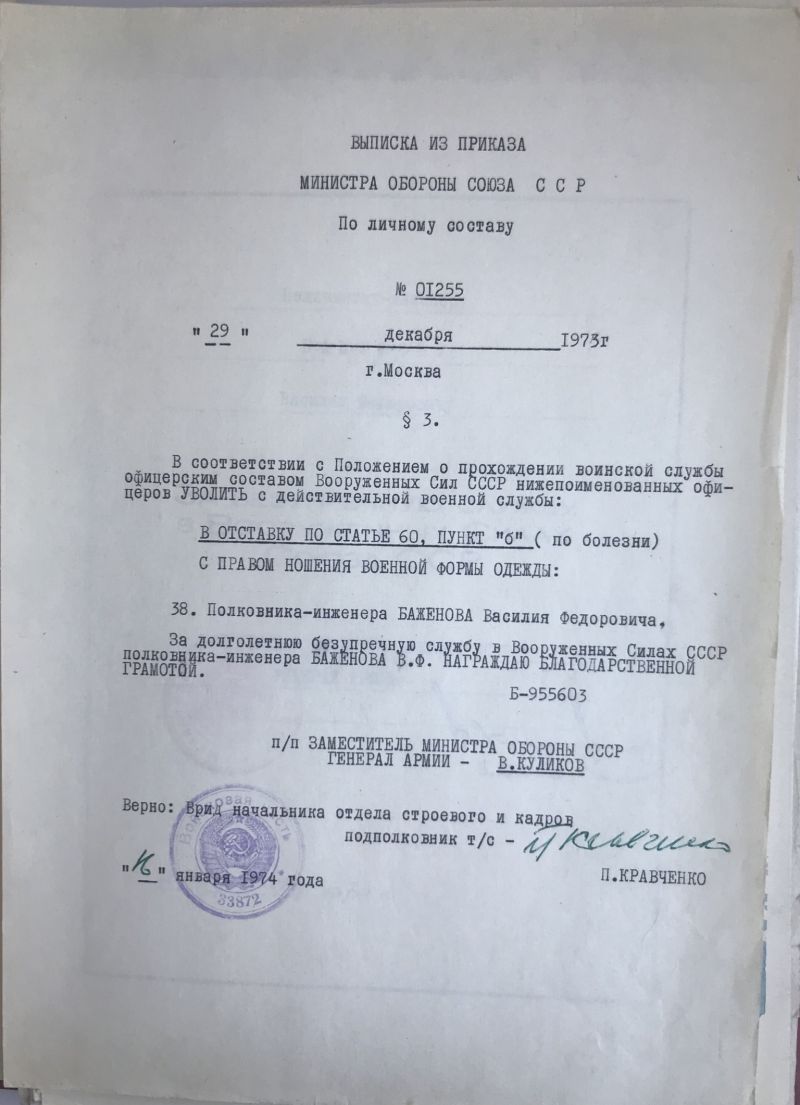 ВЫПИСКА ИЗ ПРИКАЗА
МИНИСТРА ОБОРОНЫ СОЮЗА С С Р
По личному составу
№ 01255
" 29 " декабря 1973г
г.Москва
§ 3.
В соответствии с Положением о прохождении воинской службы
офицерским составом Вооруженных Сил СССР нижепоименованных офи-
церов УВОЛИТЬ с действительной военной службы:
В ОТСТАВКУ ПО СТАТЬЕ 60, ПУНКТ "б" ( по болезни)
С ПРАВОМ НОШЕНИЯ ВОЕННОЙ ФОРМЫ ОДЕЖДЫ:
38. Полковника-инженера БАЖЕНОВА Василия Федоровича,
За долголетнюю безупречную службу в Вооруженных Силах СССР
полковника-инженера БАЖЕНОВА В.Ф. НАГРАЖДАЮ БЛАГОДАРСТВЕННОЙ
ГРАМОТОЙ.
Б-955603
п/п ЗАМЕСТИТЕЛЬ МИНИСТРА ОБОРОНЫ СССР
ГЕНЕРАЛ АРМИИ - В.КУЛИКОВ
Верно: Врид начальника отдела строевого и кадров
подполковник т/с - П Кравченко
"16" января 1974 года
П.КРАВЧЕНКО
Войсковая часть
33872